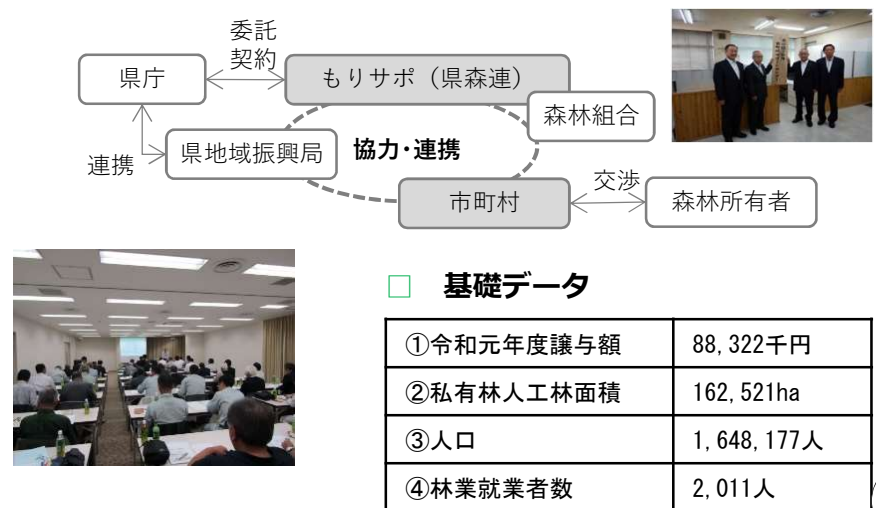 委託
契約
県庁
もりサポ（県森連）
森林組合
連携
県地域振興局
協力・連携
市町村
交渉
森林所有者
□ 基礎データ
①令和元年度譲与額 88,322千円
②私有林人工林面積 162,521ha
③人口 1,648,177人
④林業就業者数 2,011人